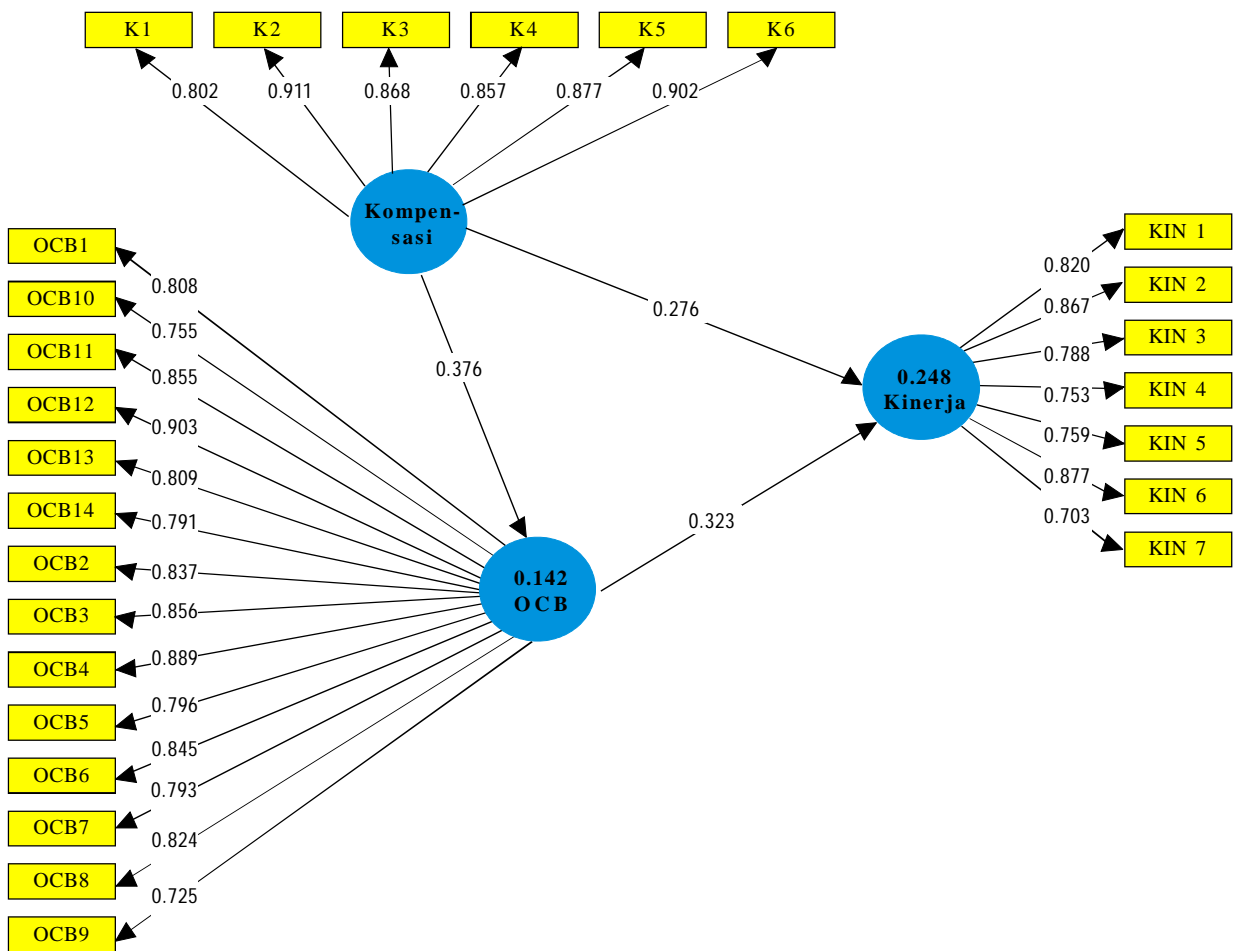 K1
K2
K3
K4
K5
K6
0.802
0.911
0.868
0.857
0.877
0.902
Kompen-
sasi
OCB1
OCB10
OCB11
OCB12
OCB13
OCB14
OCB2
OCB3
OCB4
OCB5
OCB6
OCB7
OCB8
OCB9
0.808
0.755
0.855
0.903
0.809
0.791
0.837
0.856
0.889
0.796
0.845
0.793
0.824
0.725
0.376
0.276
0.323
0.142
OCB
0.248
Kinerja
0.820
0.867
0.788
0.753
0.759
0.877
0.703
KIN 1
KIN 2
KIN 3
KIN 4
KIN 5
KIN 6
KIN 7